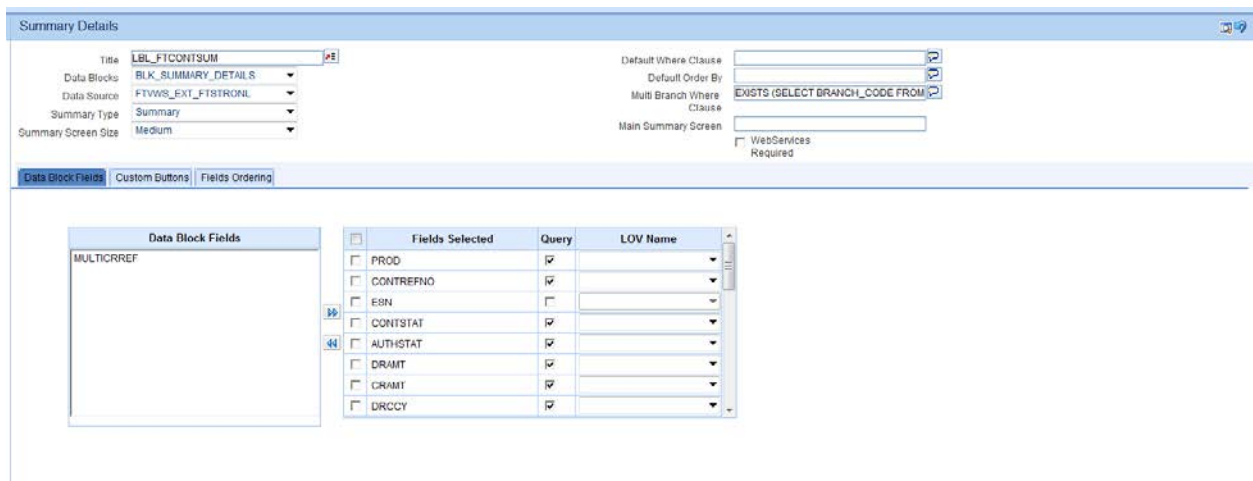 Summary Details
Title LBL_FTCONTSUM
Data Blocks BLK_SUMMARY_DETAILS
Data Source FTVWS_EXT_FTSTRONL
Summary Type Summary
Summary Screen Size Medium
Default Where Clause
Default Order By
Multi Branch Where Clause EXISTS (SELECT BRANCH_CODE FROM
Main Summary Screen
WebServices
Required
Data Block Fields Custom Buttons Fields Ordering
Data Block Fields
MULTICRREF
Fields Selected Query LOV Name
PROD
CONTREFNO
ESN
CONTSTAT
AUTHSTAT
DRAMT
CRAMT
DRCCY